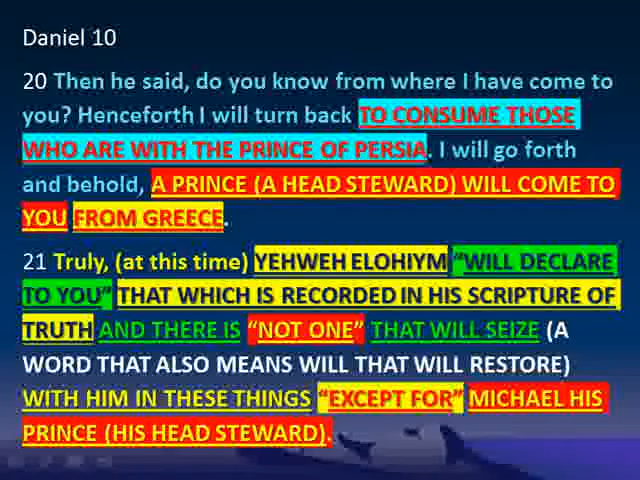 Daniel 10
20 Then he said, do you know from where I have come to
you? Henceforth I will turn back TO CONSUME THOSE
WHO ARE WITH THE PRINCE OF PERSIA. I will go forth
and behold, A PRINCE (A HEAD STEWARD) WILL COME TO
YOU FROM GREECE.
21 Truly, (at this time) YEHWEH ELOHIYM “WILL DECLARE
TO YOU” THAT WHICH IS RECORDED IN HIS SCRIPTURE OF
TRUTH AND THERE IS “NOT ONE” THAT WILL SEIZE (A
WORD THAT ALSO MEANS WILL THAT WILL RESTORE)
WITH HIM IN THESE THINGS “EXCEPT FOR” MICHAEL HIS
PRINCE (HIS HEAD STEWARD).